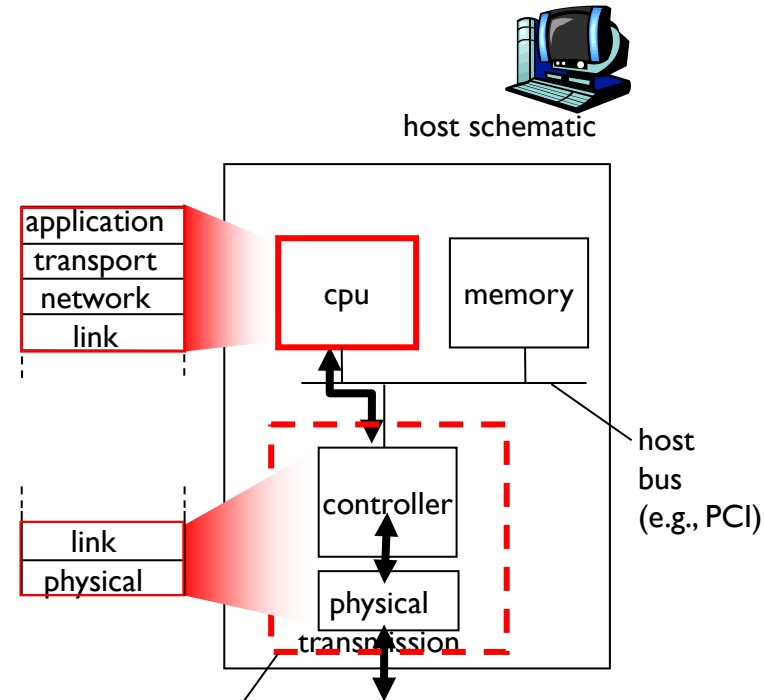 host schematic
application
transport
network
link
cpu
memory
host
bus
(e.g., PCI)
controller
link
physical
physical
transmission